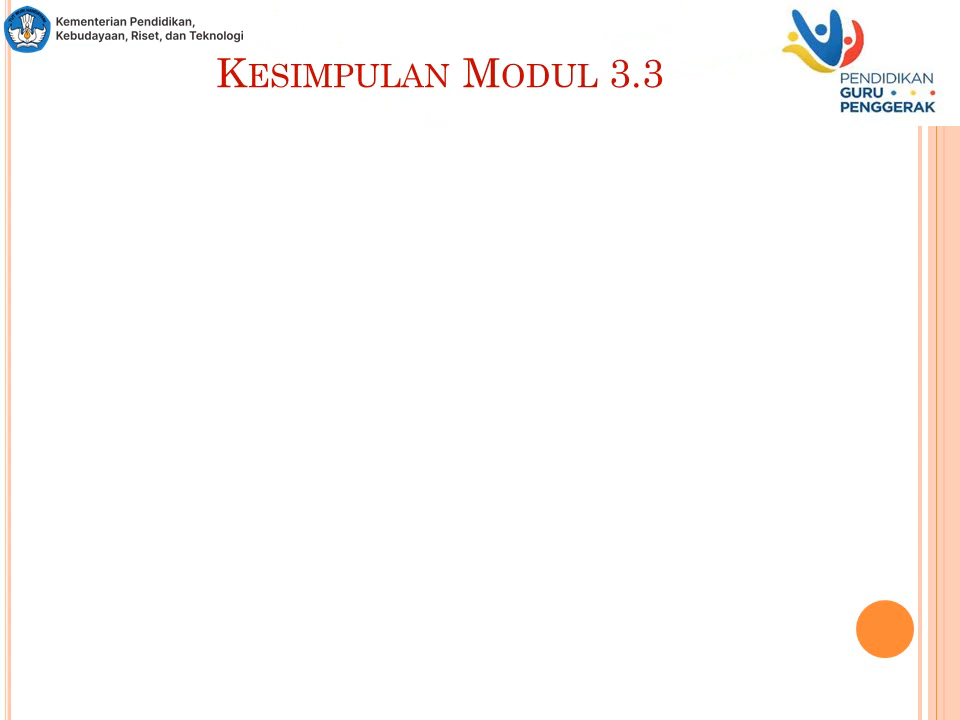 Kementerian Pendidikan,
Kebudayaan, Riset, dan Teknologi
KESIMPULAN MODUL 3.3
PENDIDIKAN
GURU
PENGGERAK